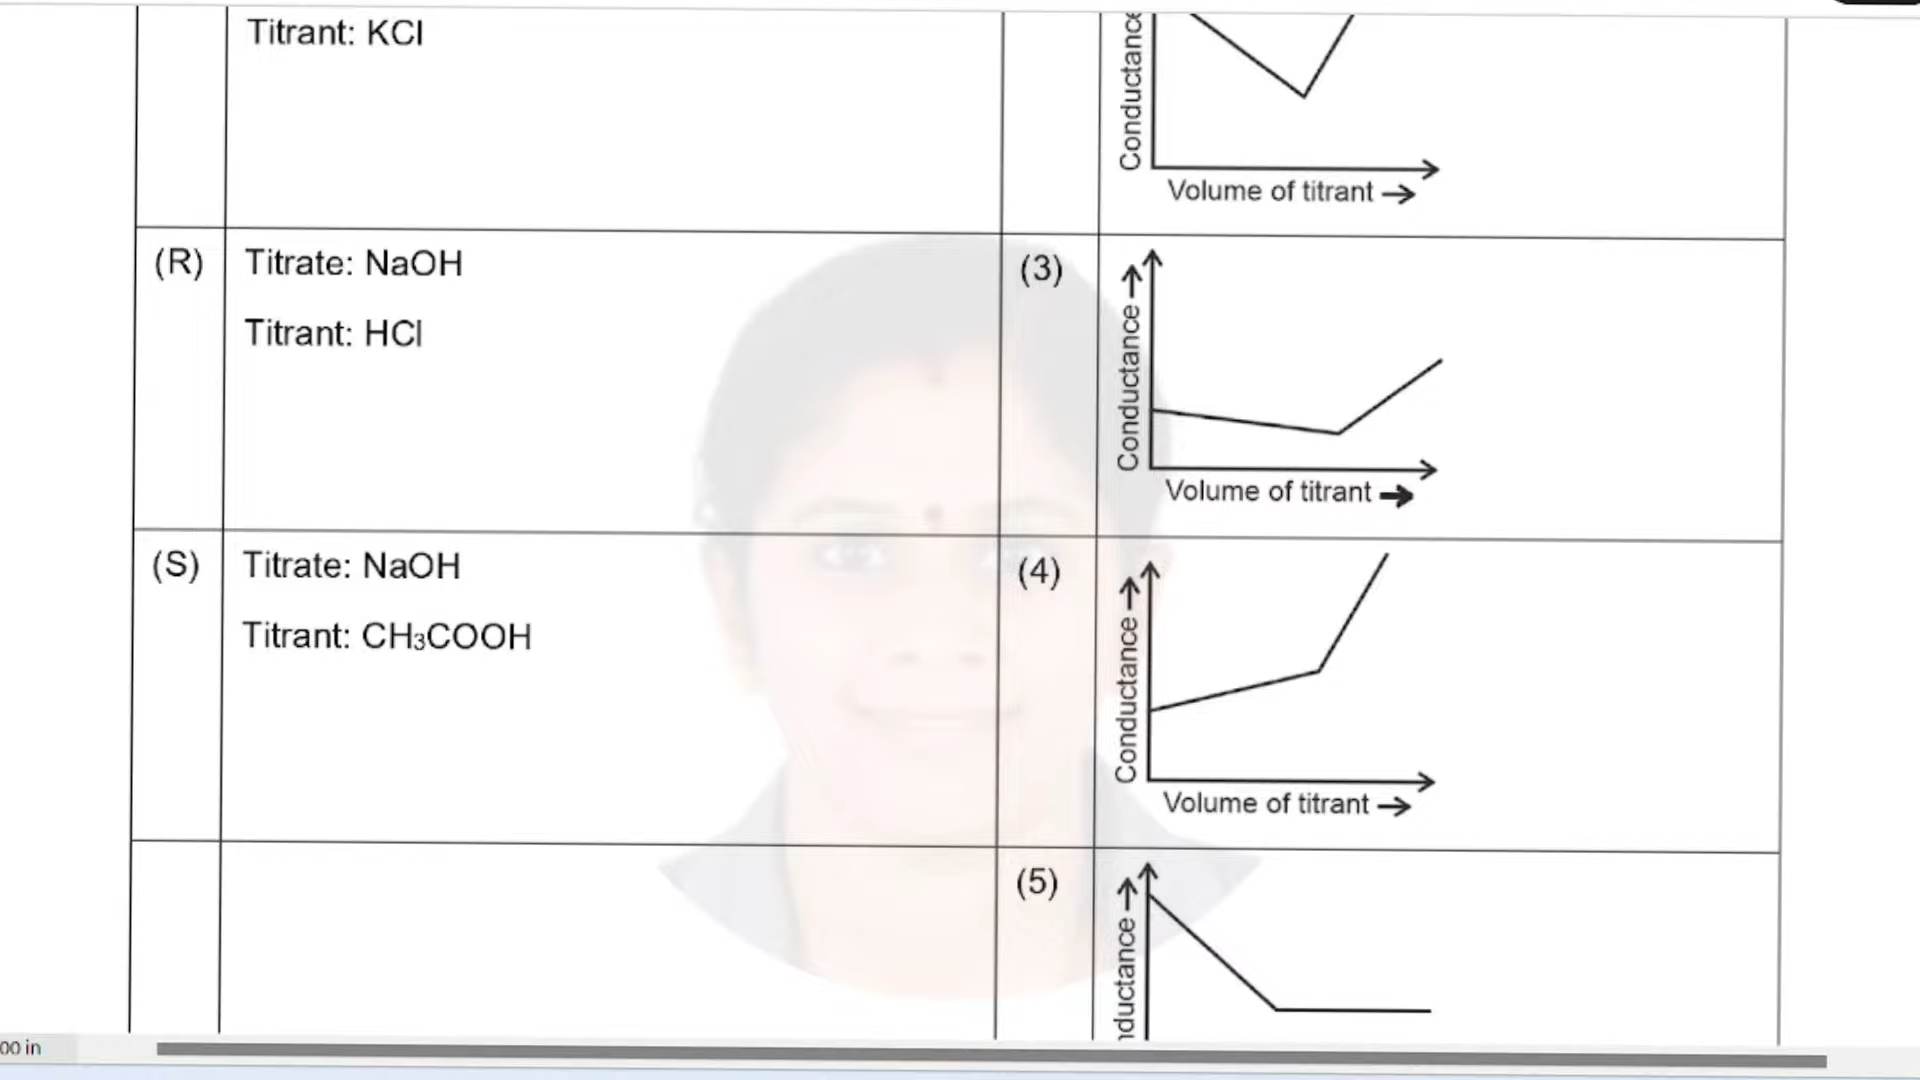 Titrant: KCl
Conductance
Volume of titrant →
(R)
Titrate: NaOH
Titrant: HCl
(3)
Conductance →
Volume of titrant →
(S)
Titrate: NaOH
Titrant: CH₃COOH
(4)
Conductance →
Volume of titrant →
(5)
nductance →
00 in